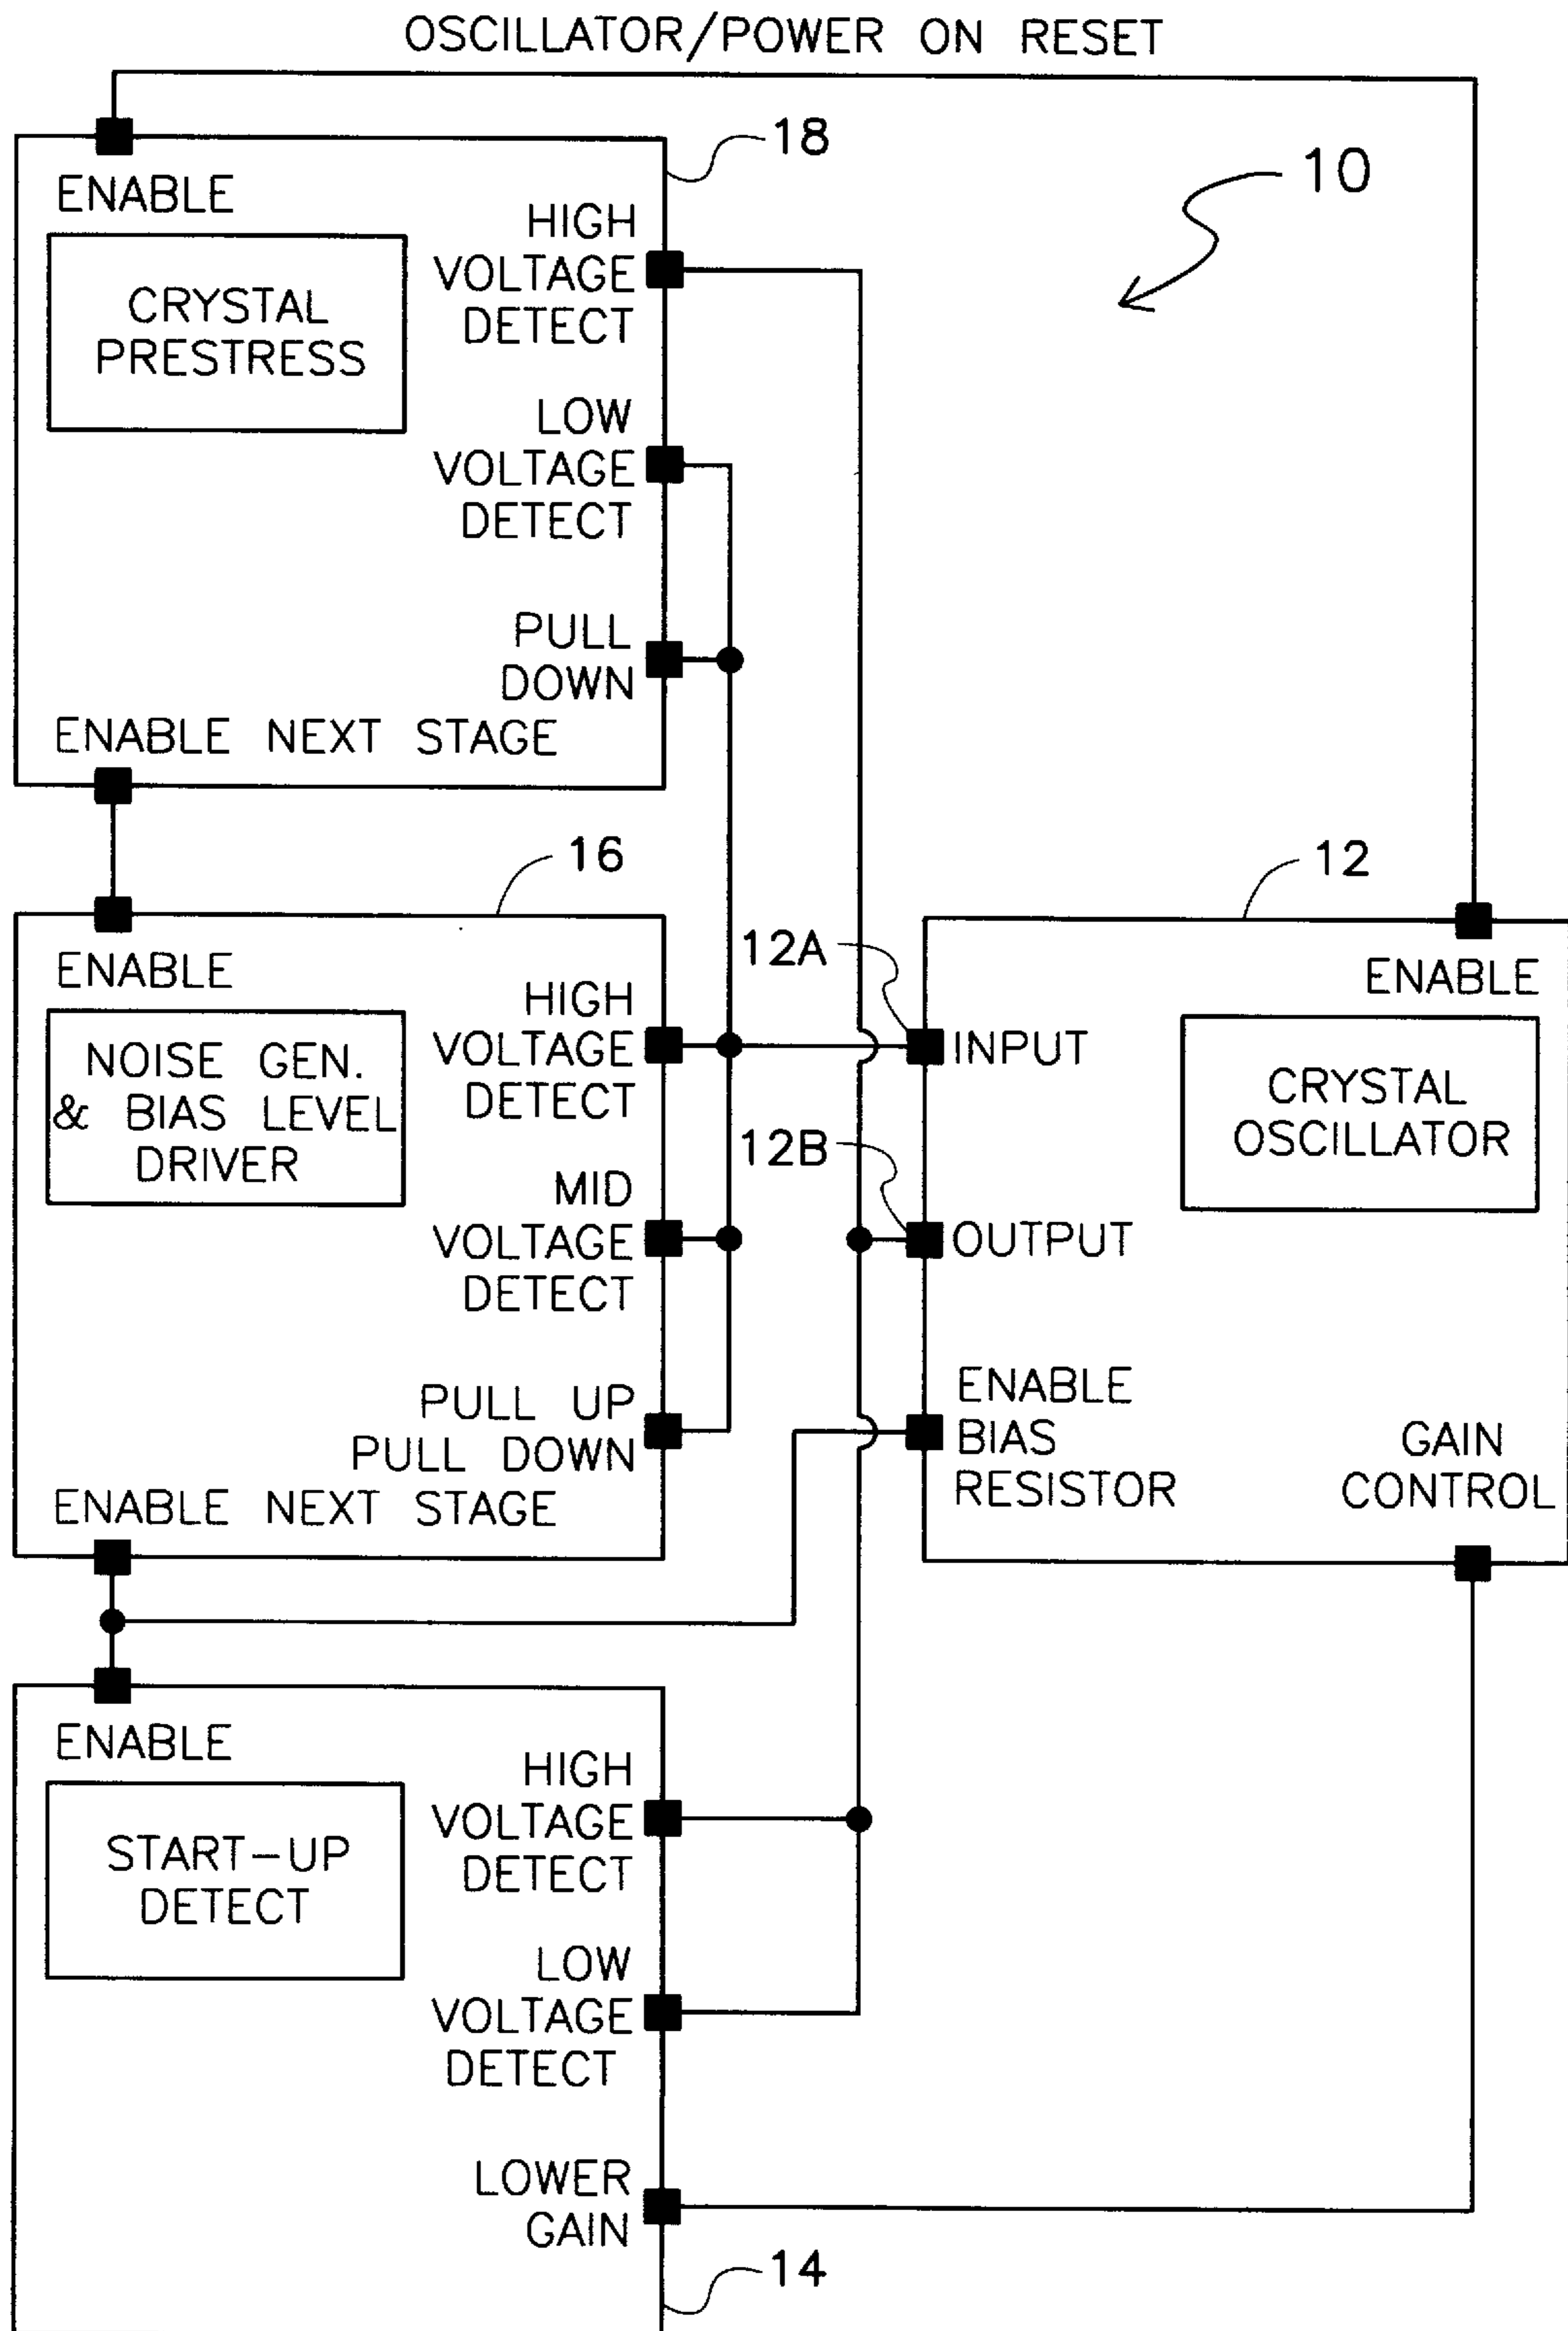 OSCILLATOR/POWER ON RESET
18
10
ENABLE
CRYSTAL
PRESTRESS
HIGH
VOLTAGE
DETECT
LOW
VOLTAGE
DETECT
PULL
DOWN
ENABLE NEXT STAGE
16
ENABLE
NOISE GEN.
& BIAS LEVEL
DRIVER
HIGH
VOLTAGE
DETECT
MID
VOLTAGE
DETECT
PULL UP
PULL DOWN
ENABLE NEXT STAGE
12
12A
12B
ENABLE
INPUT
CRYSTAL
OSCILLATOR
OUTPUT
ENABLE
BIAS
RESISTOR
GAIN
CONTROL
ENABLE
START-UP
DETECT
HIGH
VOLTAGE
DETECT
LOW
VOLTAGE
DETECT
LOWER
GAIN
14